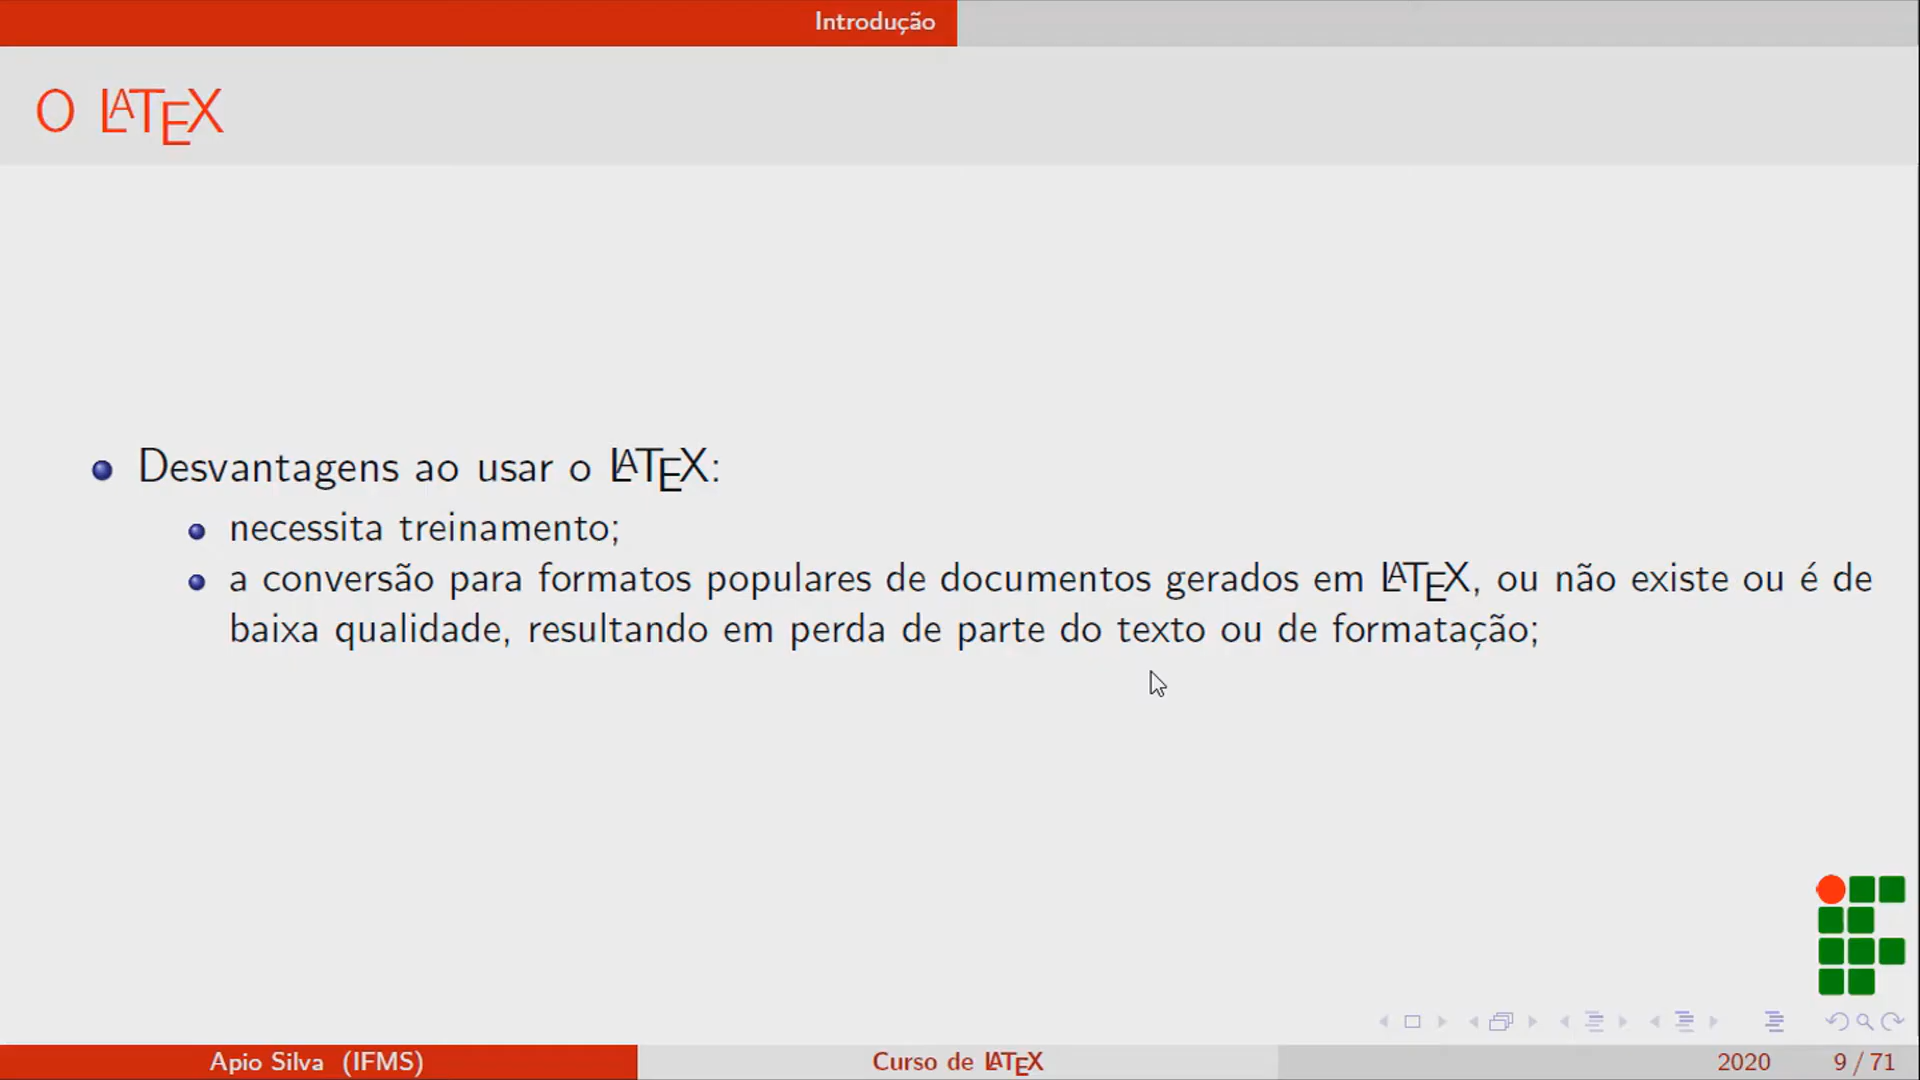 Introdução
O LATEX
Desvantagens ao usar o LATEX:
necessita treinamento;
a conversão para formatos populares de documentos gerados em LATEX, ou não existe ou é de
baixa qualidade, resultando em perda de parte do texto ou de formatação;
Apio Silva (IFMS)
Curso de LATEX
2020
9 / 71